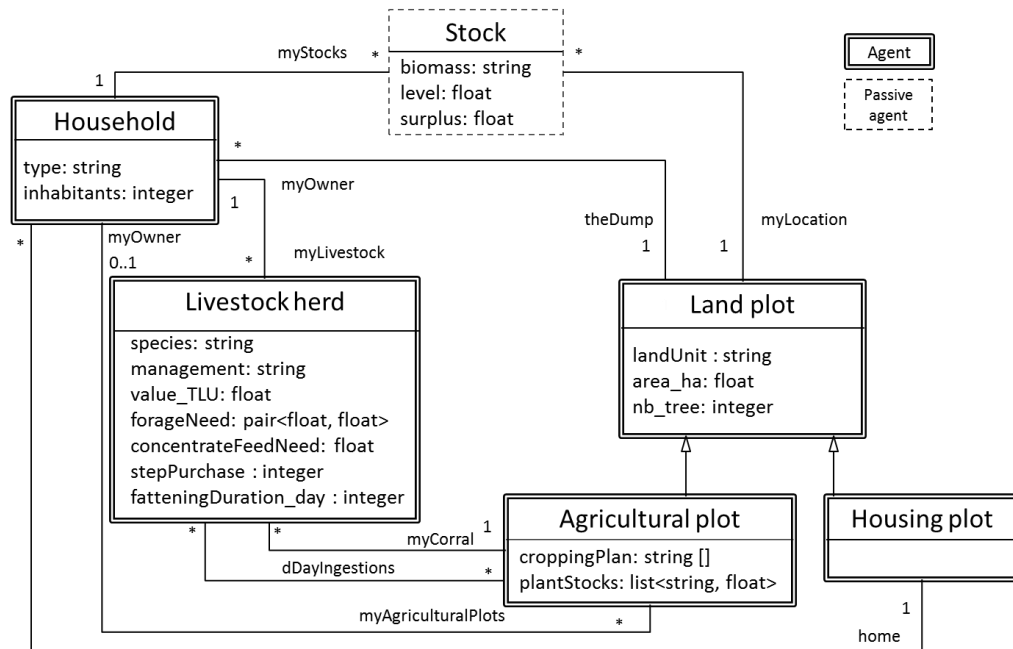 Stock
biomass: string
level: float
surplus: float
Agent
Passive
agent
myStocks
*
*
1
Household
type: string
inhabitants: integer
*
myOwner
1
theDump
myLocation
*
myOwner
0..1
*
myLivestock
1
1
Livestock herd
species: string
management: string
value_TLU: float
forageNeed: pair<float, float>
concentrateFeedNeed: float
stepPurchase : integer
fatteningDuration_day : integer
Land plot
landUnit : string
area_ha: float
nb_tree: integer
*
*
myCorral
1
dDayIngestions
*
Agricultural plot
croppingPlan: string []
plantStocks: list<string, float>
Housing plot
myAgriculturalPlots
*
1
home